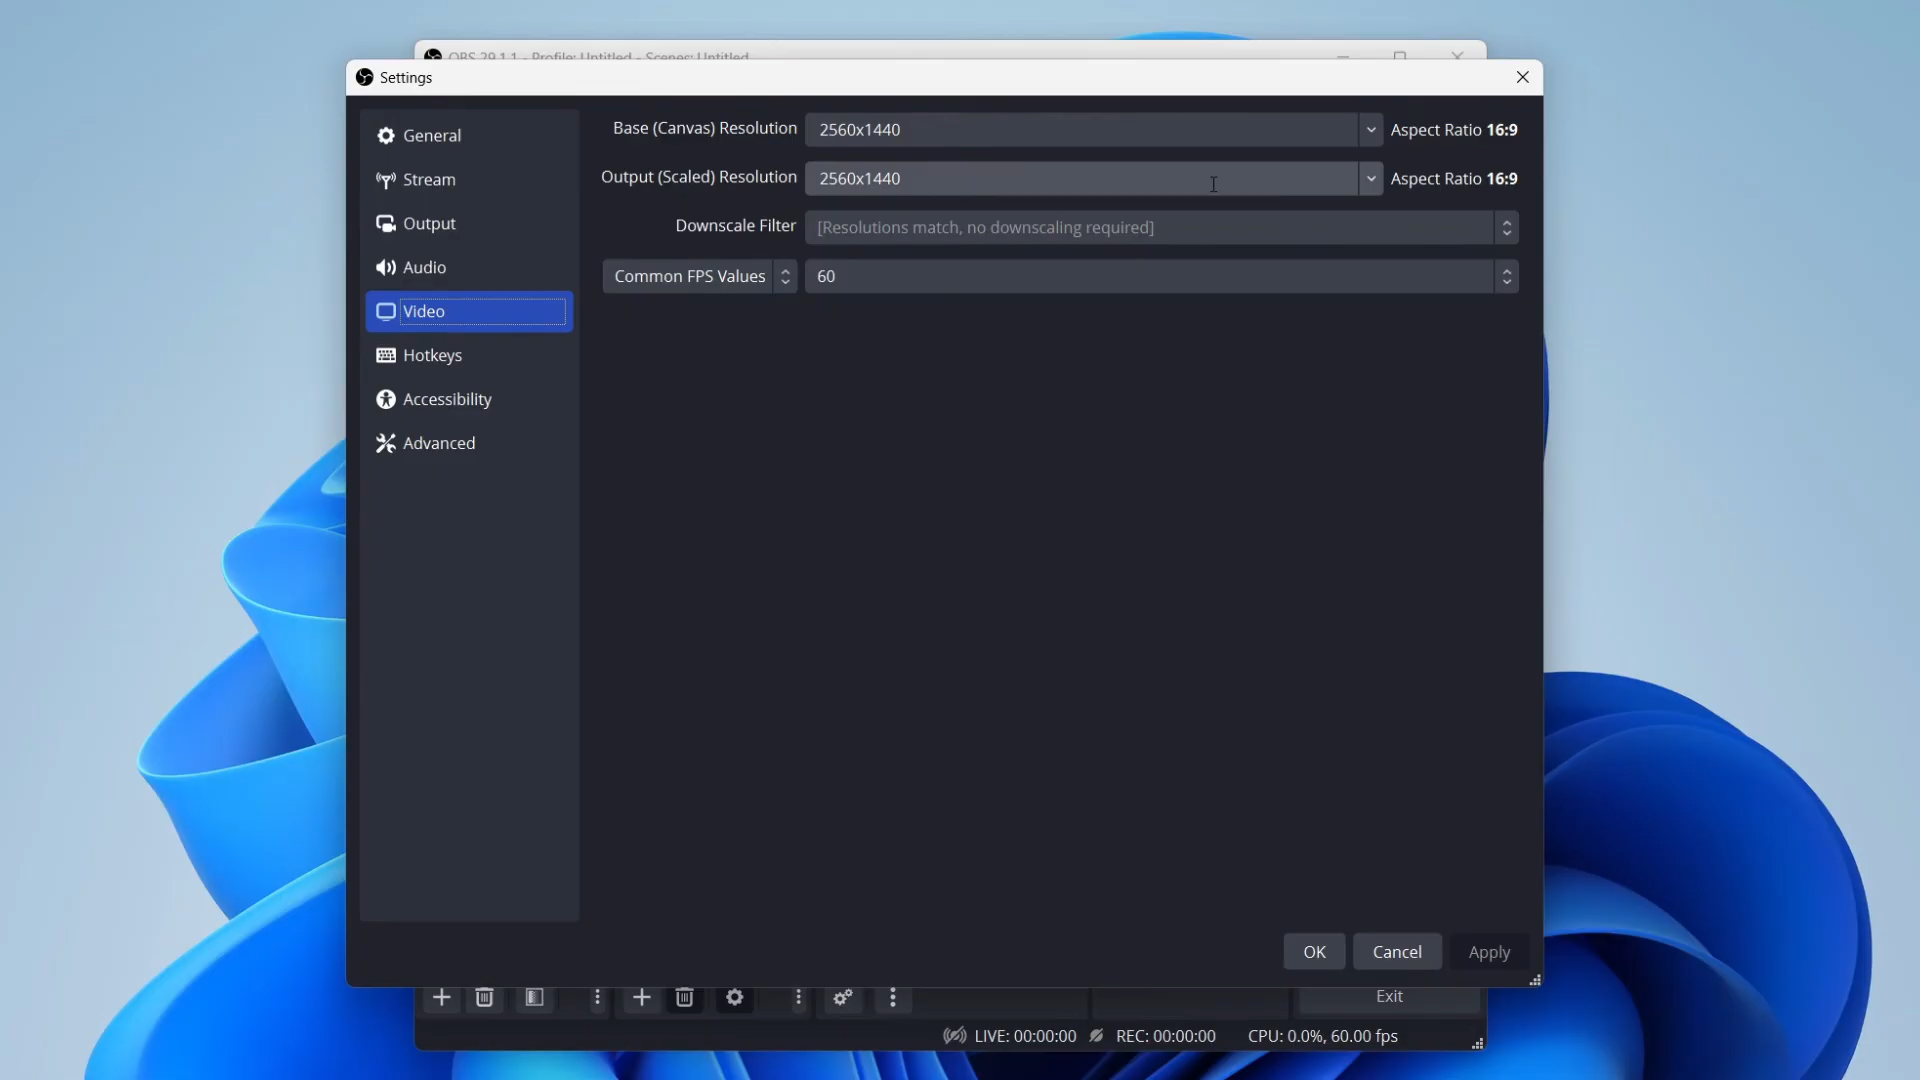 OBS 29.1.1 - Profile: Untitled - Scenes: Untitled
Settings
General
Stream
Output
Audio
Video
Hotkeys
Accessibility
Advanced
Base (Canvas) Resolution 2560x1440 Aspect Ratio 16:9
Output (Scaled) Resolution 2560x1440 Aspect Ratio 16:9
Downscale Filter [Resolutions match, no downscaling required]
Common FPS Values 60
OK Cancel Apply
Exit
LIVE: 00:00:00 REC: 00:00:00 CPU: 0.0%, 60.00 fps